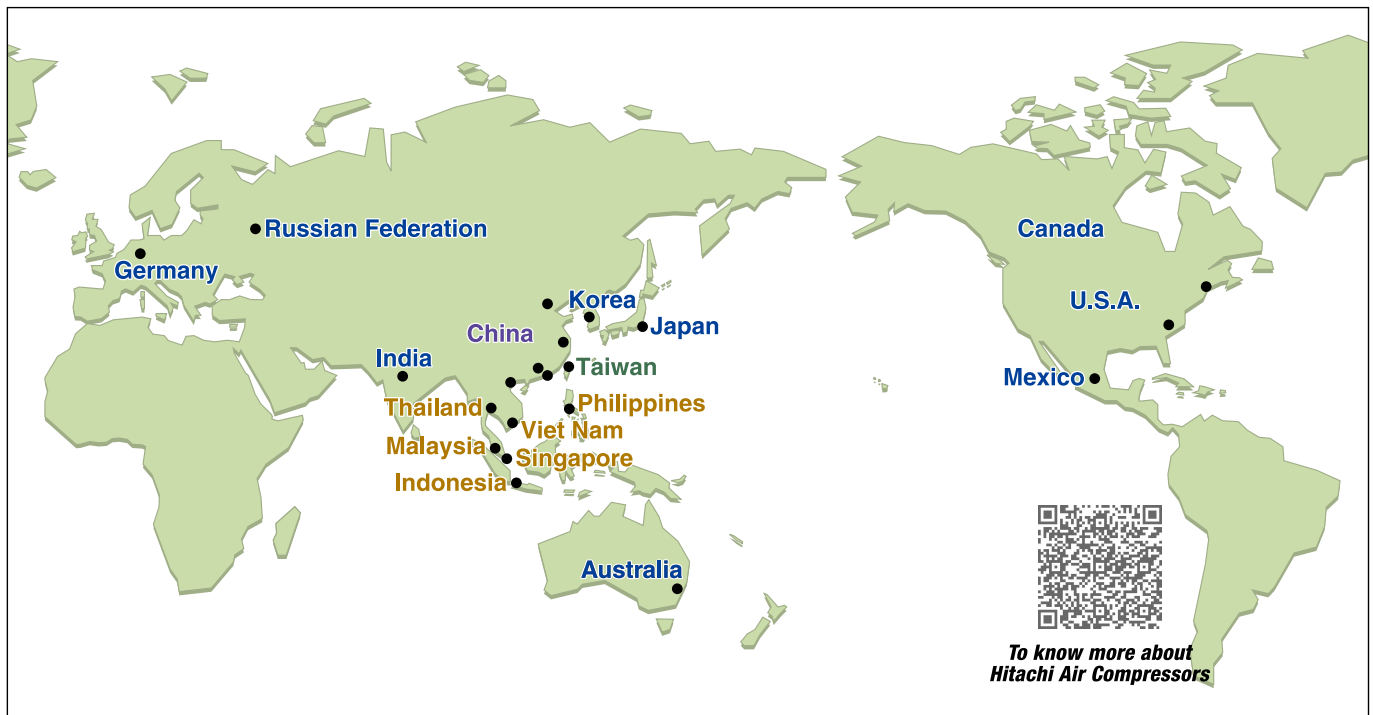 Russian Federation
Canada
Germany
Korea
U.S.A.
China
Japan
India
Taiwan
Mexico
Thailand
Philippines
Viet Nam
Malaysia
Singapore
Indonesia
Australia
To know more about
Hitachi Air Compressors